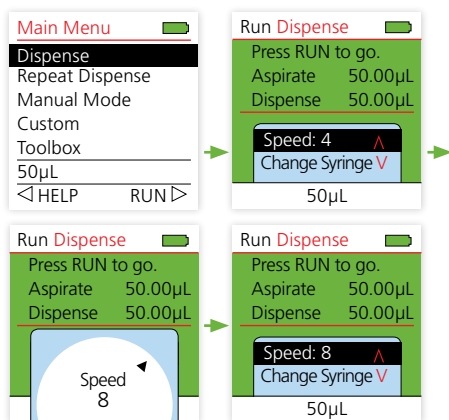 Main Menu
Dispense
Repeat Dispense
Manual Mode
Custom
Toolbox
50µL
HELP RUN
Run Dispense
Press RUN to go.
Aspirate 50.00µL
Dispense 50.00µL
Speed: 4
Change Syringe
50µL
Run Dispense
Press RUN to go.
Aspirate 50.00µL
Dispense 50.00µL
Speed
8
Run Dispense
Press RUN to go.
Aspirate 50.00µL
Dispense 50.00µL
Speed: 8
Change Syringe
50µL